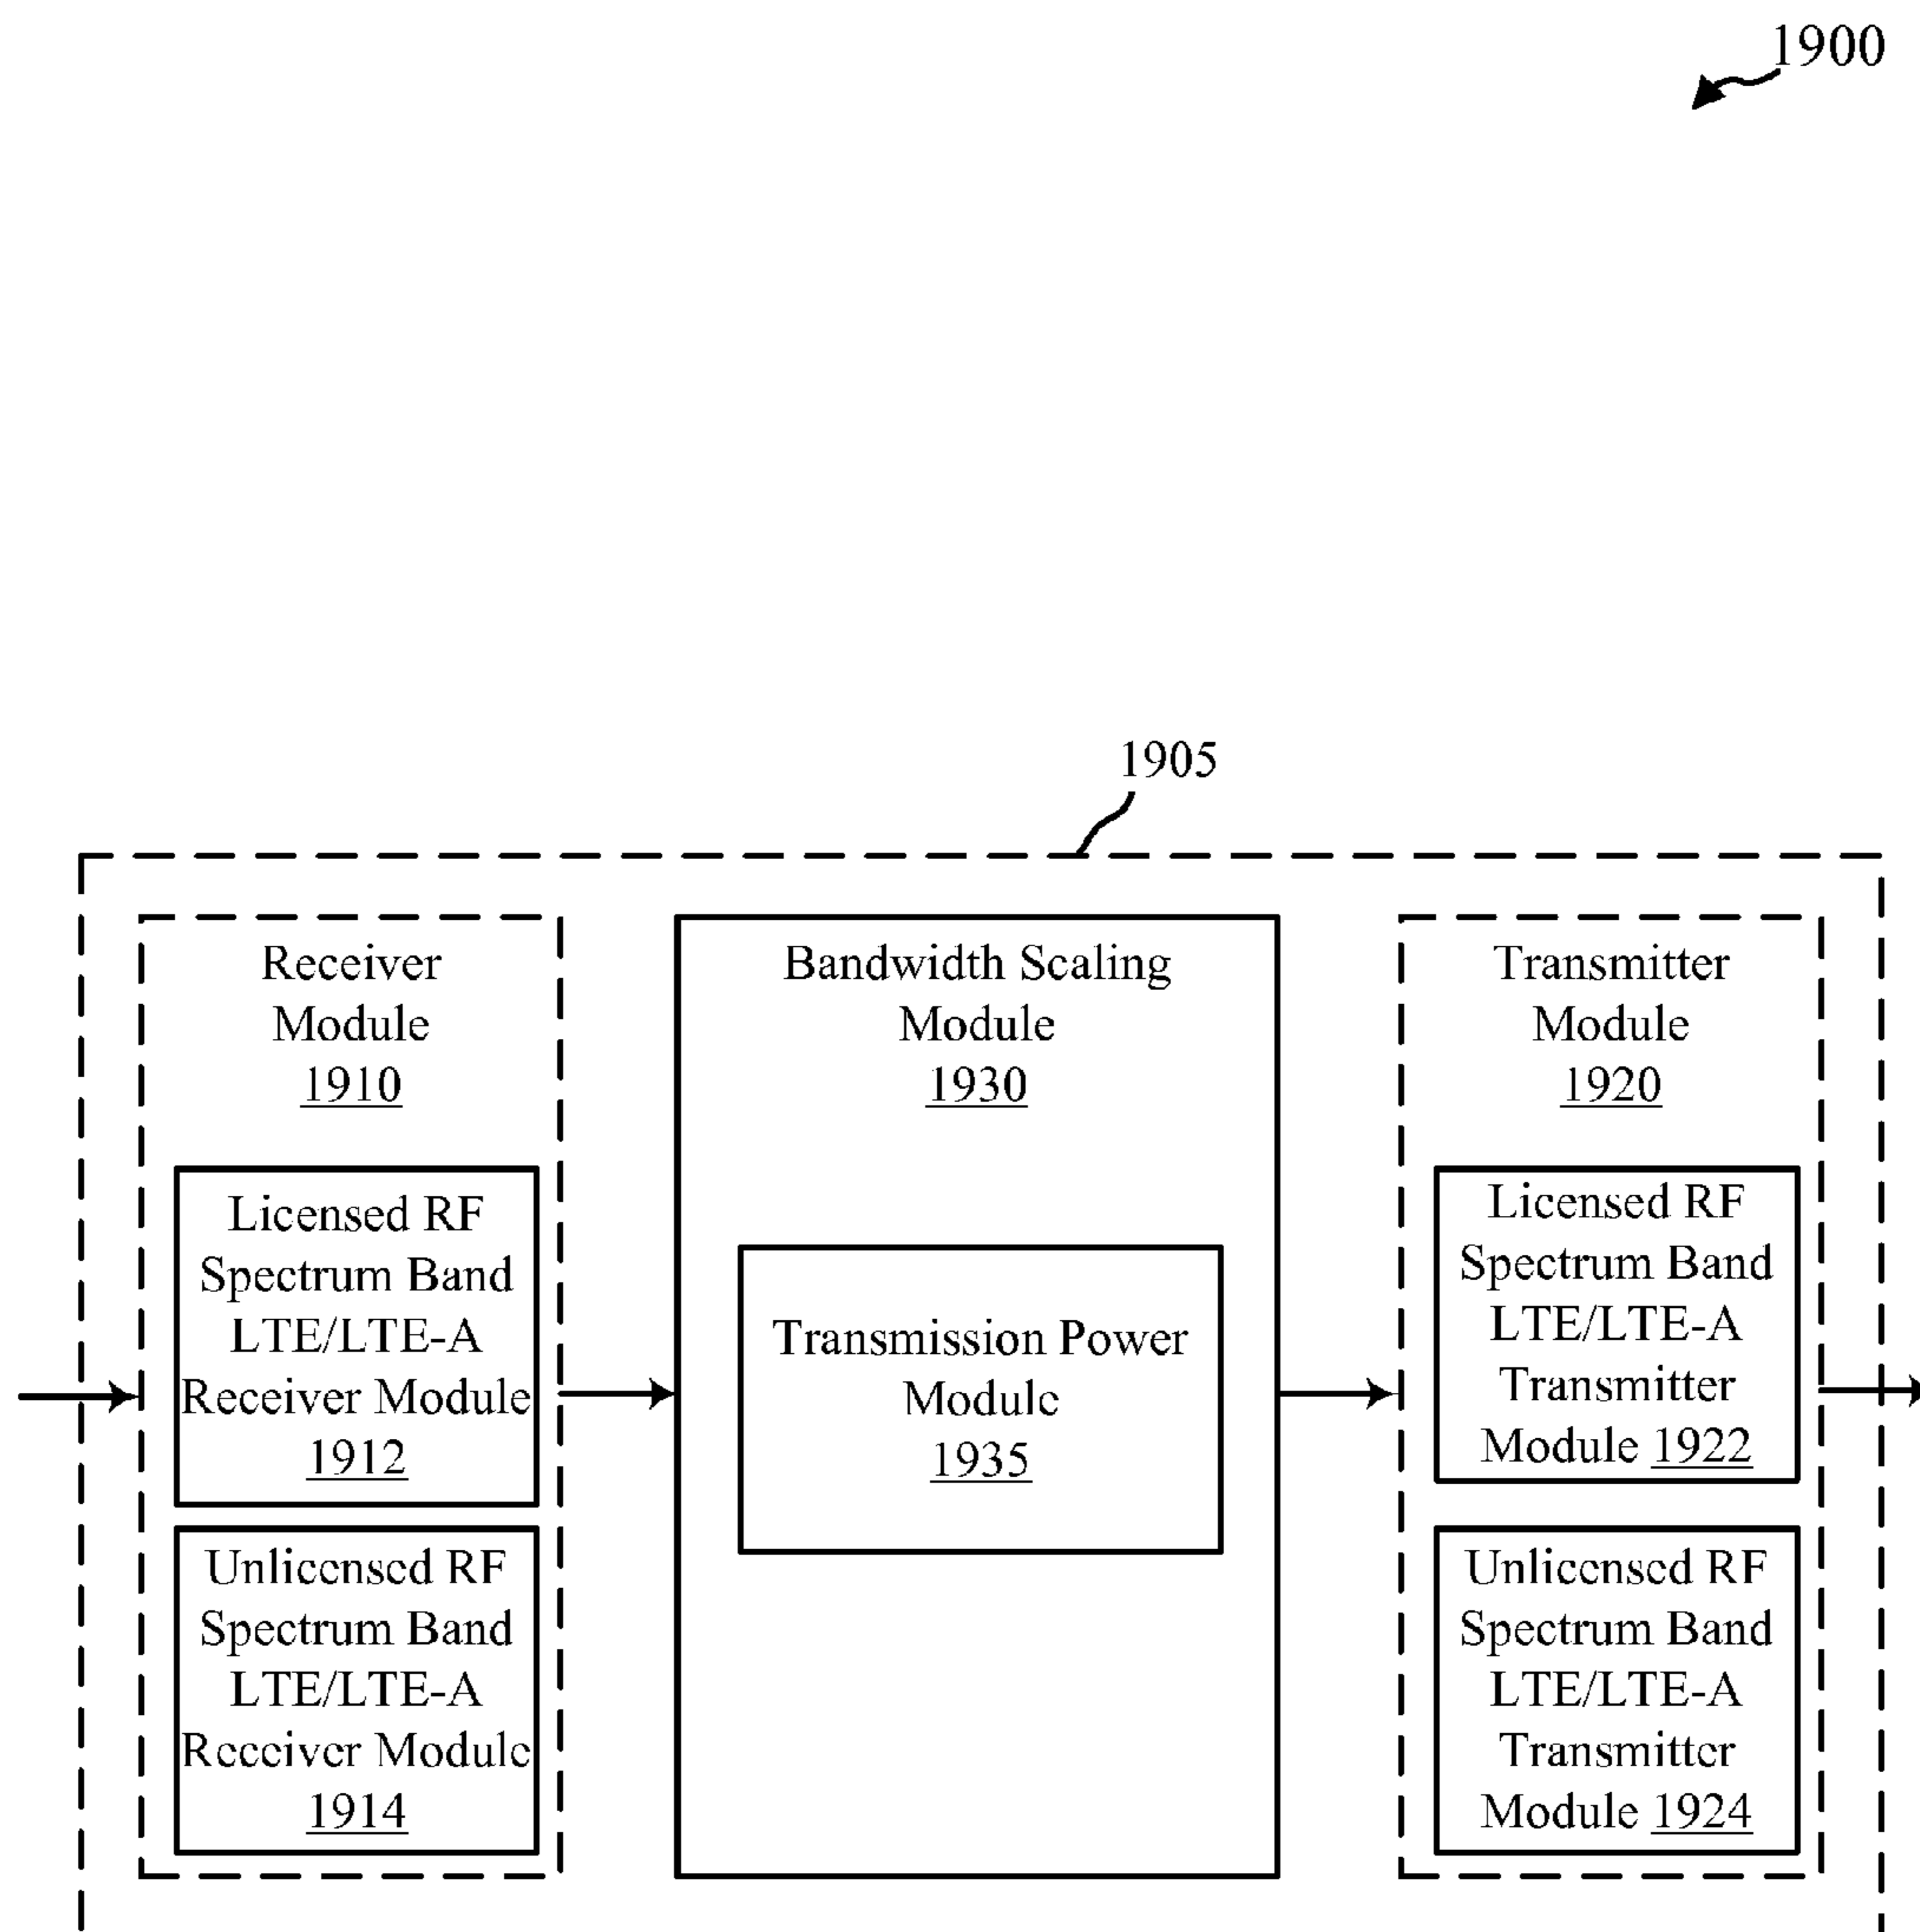 1900
1905
Receiver
Module
1910
Licensed RF
Spectrum Band
LTE/LTE-A
Receiver Module
1912
Unlicensed RF
Spectrum Band
LTE/LTE-A
Receiver Module
1914
Bandwidth Scaling
Module
1930
Transmission Power
Module
1935
Transmitter
Module
1920
Licensed RF
Spectrum Band
LTE/LTE-A
Transmitter
Module 1922
Unlicensed RF
Spectrum Band
LTE/LTE-A
Transmitter
Module 1924